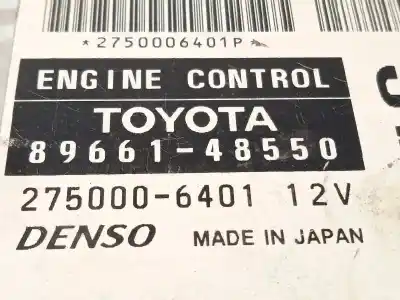 *2750006401P*
ENGINE CONTROL
TOYOTA
89661-48550
275000-6401 12V
DENSO MADE IN JAPAN